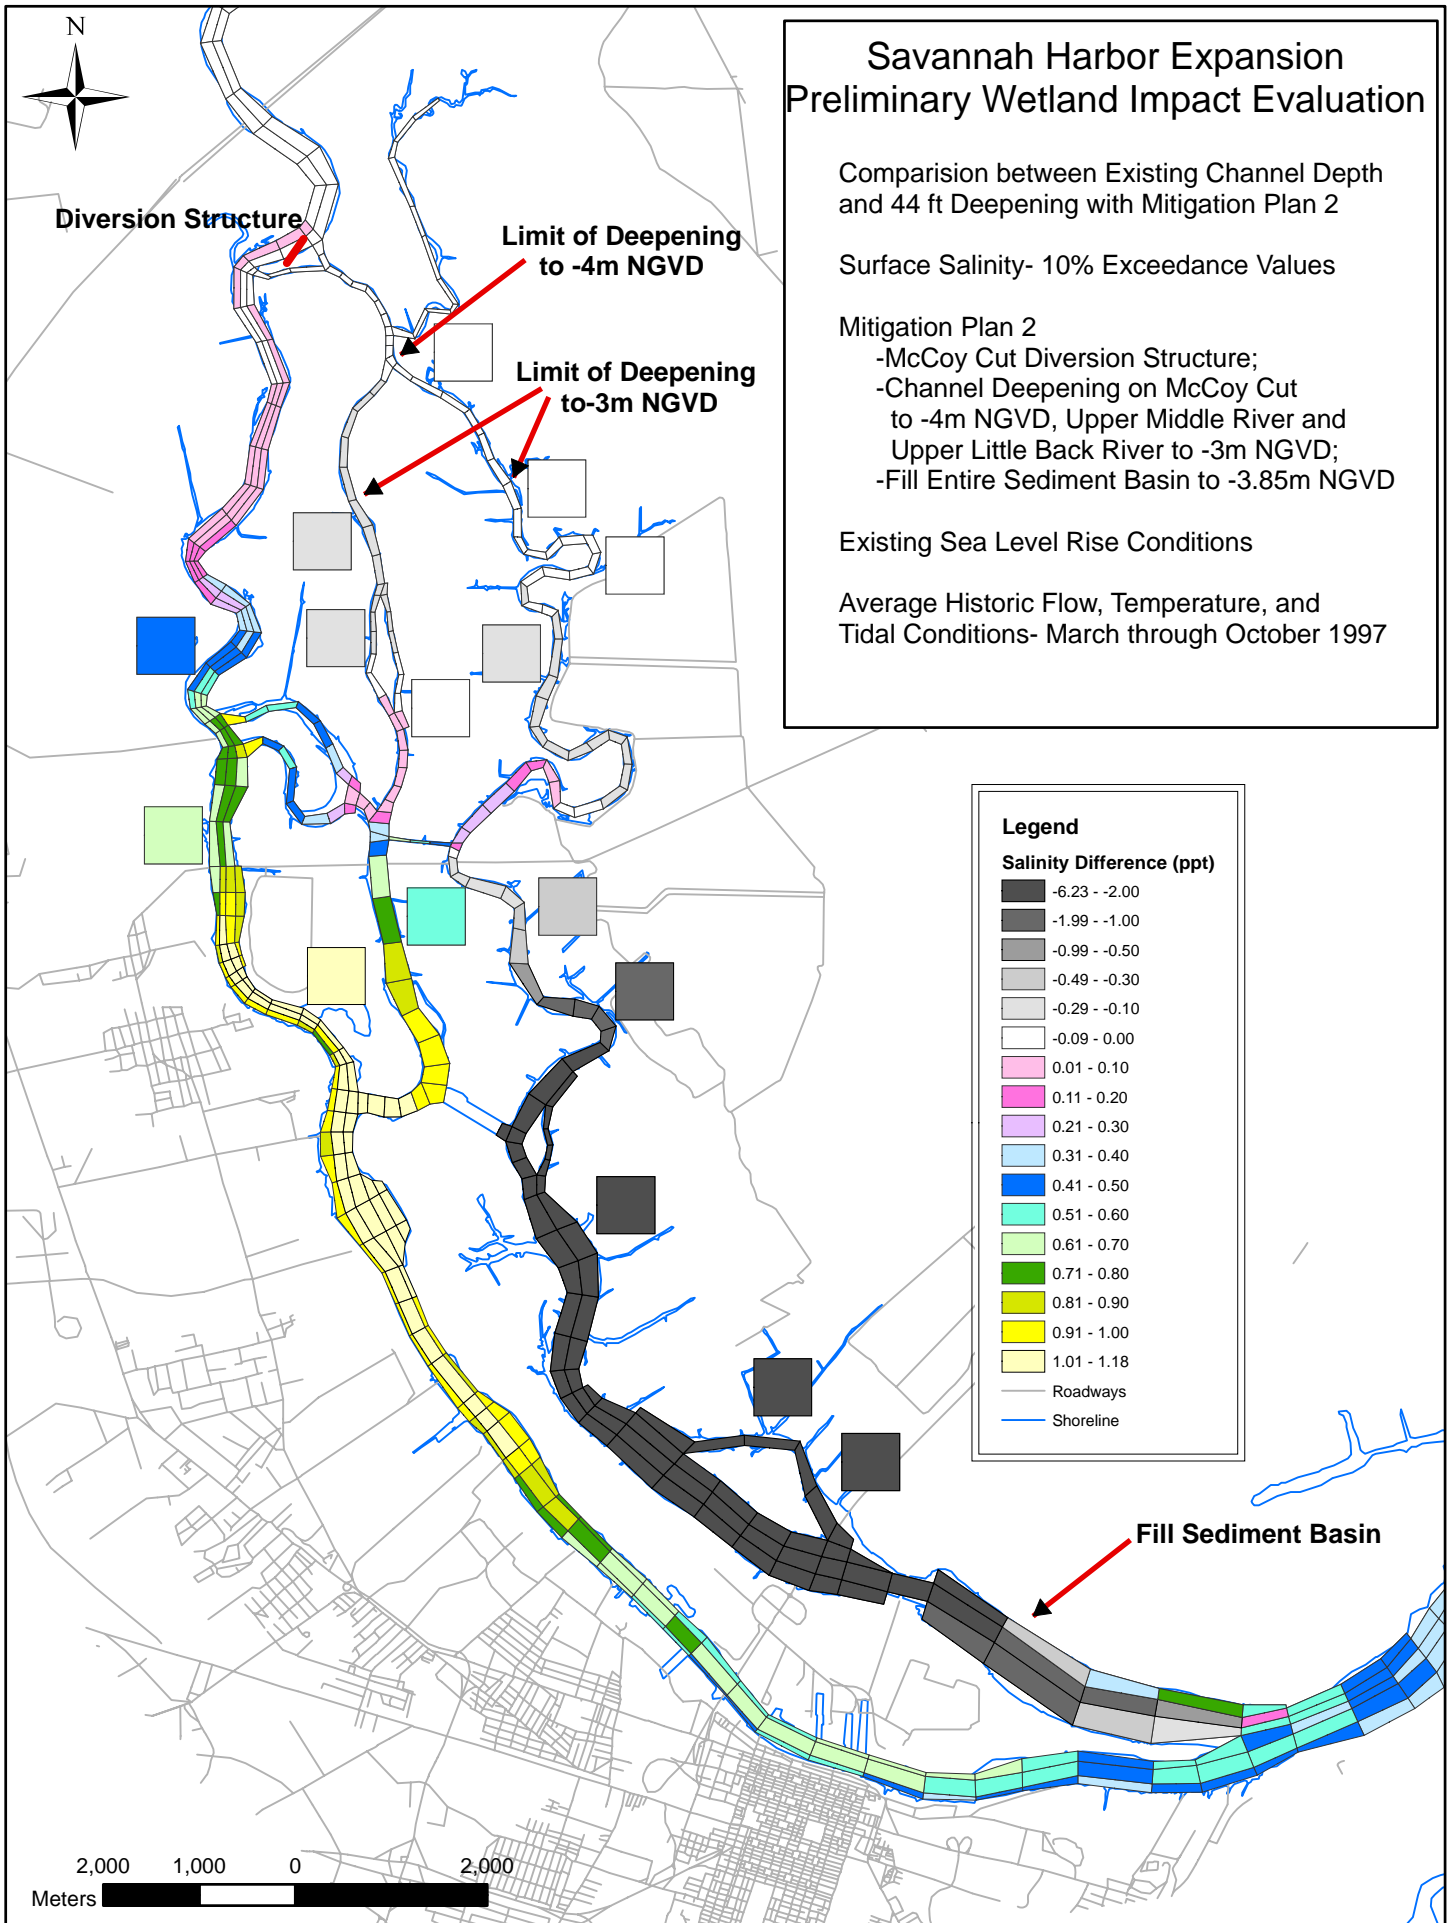 N
Savannah Harbor Expansion
Preliminary Wetland Impact Evaluation
Comparision between Existing Channel Depth
and 44 ft Deepening with Mitigation Plan 2
Surface Salinity- 10% Exceedance Values
Mitigation Plan 2
-McCoy Cut Diversion Structure;
-Channel Deepening on McCoy Cut
to -4m NGVD, Upper Middle River and
Upper Little Back River to -3m NGVD;
-Fill Entire Sediment Basin to -3.85m NGVD
Existing Sea Level Rise Conditions
Average Historic Flow, Temperature, and
Tidal Conditions- March through October 1997
Diversion Structure
Limit of Deepening
to -4m NGVD
Limit of Deepening
to-3m NGVD
Legend
Salinity Difference (ppt)
-6.23 - -2.00
-1.99 - -1.00
-0.99 - -0.50
-0.49 - -0.30
-0.29 - -0.10
-0.09 - 0.00
0.01 - 0.10
0.11 - 0.20
0.21 - 0.30
0.31 - 0.40
0.41 - 0.50
0.51 - 0.60
0.61 - 0.70
0.71 - 0.80
0.81 - 0.90
0.91 - 1.00
1.01 - 1.18
Roadways
Shoreline
Fill Sediment Basin
2,000 1,000 0 2,000
Meters